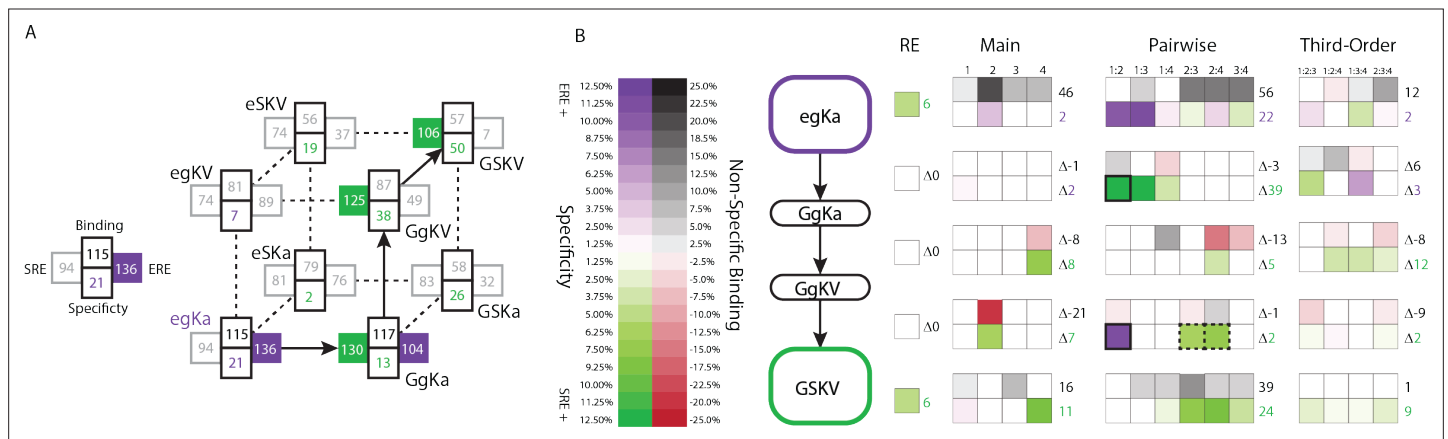 A
eSKV
56
74
37
19
106
57
7
50
GSKV
egKV
81
74
89
7
125
87
49
38
GgKV
Binding
115
SRE
94
136
ERE
21
Specificty
eSKa
79
81
76
2
58
83
32
26
GSKa
egKa
115
94
136
21
117
130
104
13
GgKa
B
ERE +
Specificity
SRE +
12.50%
11.25%
10.00%
8.75%
7.50%
6.25%
5.00%
3.75%
2.50%
1.25%
-1.25%
2.50%
3.75%
5.00%
6.25%
7.50%
9.25%
10.00%
11.25%
12.50%
25.0%
22.5%
20.0%
17.5%
15.0%
12.5%
10.0%
7.5%
5.0%
2.5%
-2.5%
-5.0%
-7.5%
-10.0%
-12.5%
-15.0%
-17.5%
-22.5%
-20.0%
-25.0%
Non-Specific Binding
egKa
GgKa
GgKV
GSKV
RE Main Pairwise Third-Order
1 2 3 4 1:2 1:3 1:4 2:3 2:4 3:4 1:2:3 1:2:4 1:3:4 2:3:4
6
46
2
56
22
12
2
Δ0
Δ-1
Δ2
Δ-3
Δ39
Δ6
Δ3
Δ0
Δ-8
Δ8
Δ-13
Δ5
Δ-8
Δ12
Δ0
Δ-21
Δ7
Δ-1
Δ2
Δ-9
Δ2
6
16
11
39
24
1
9